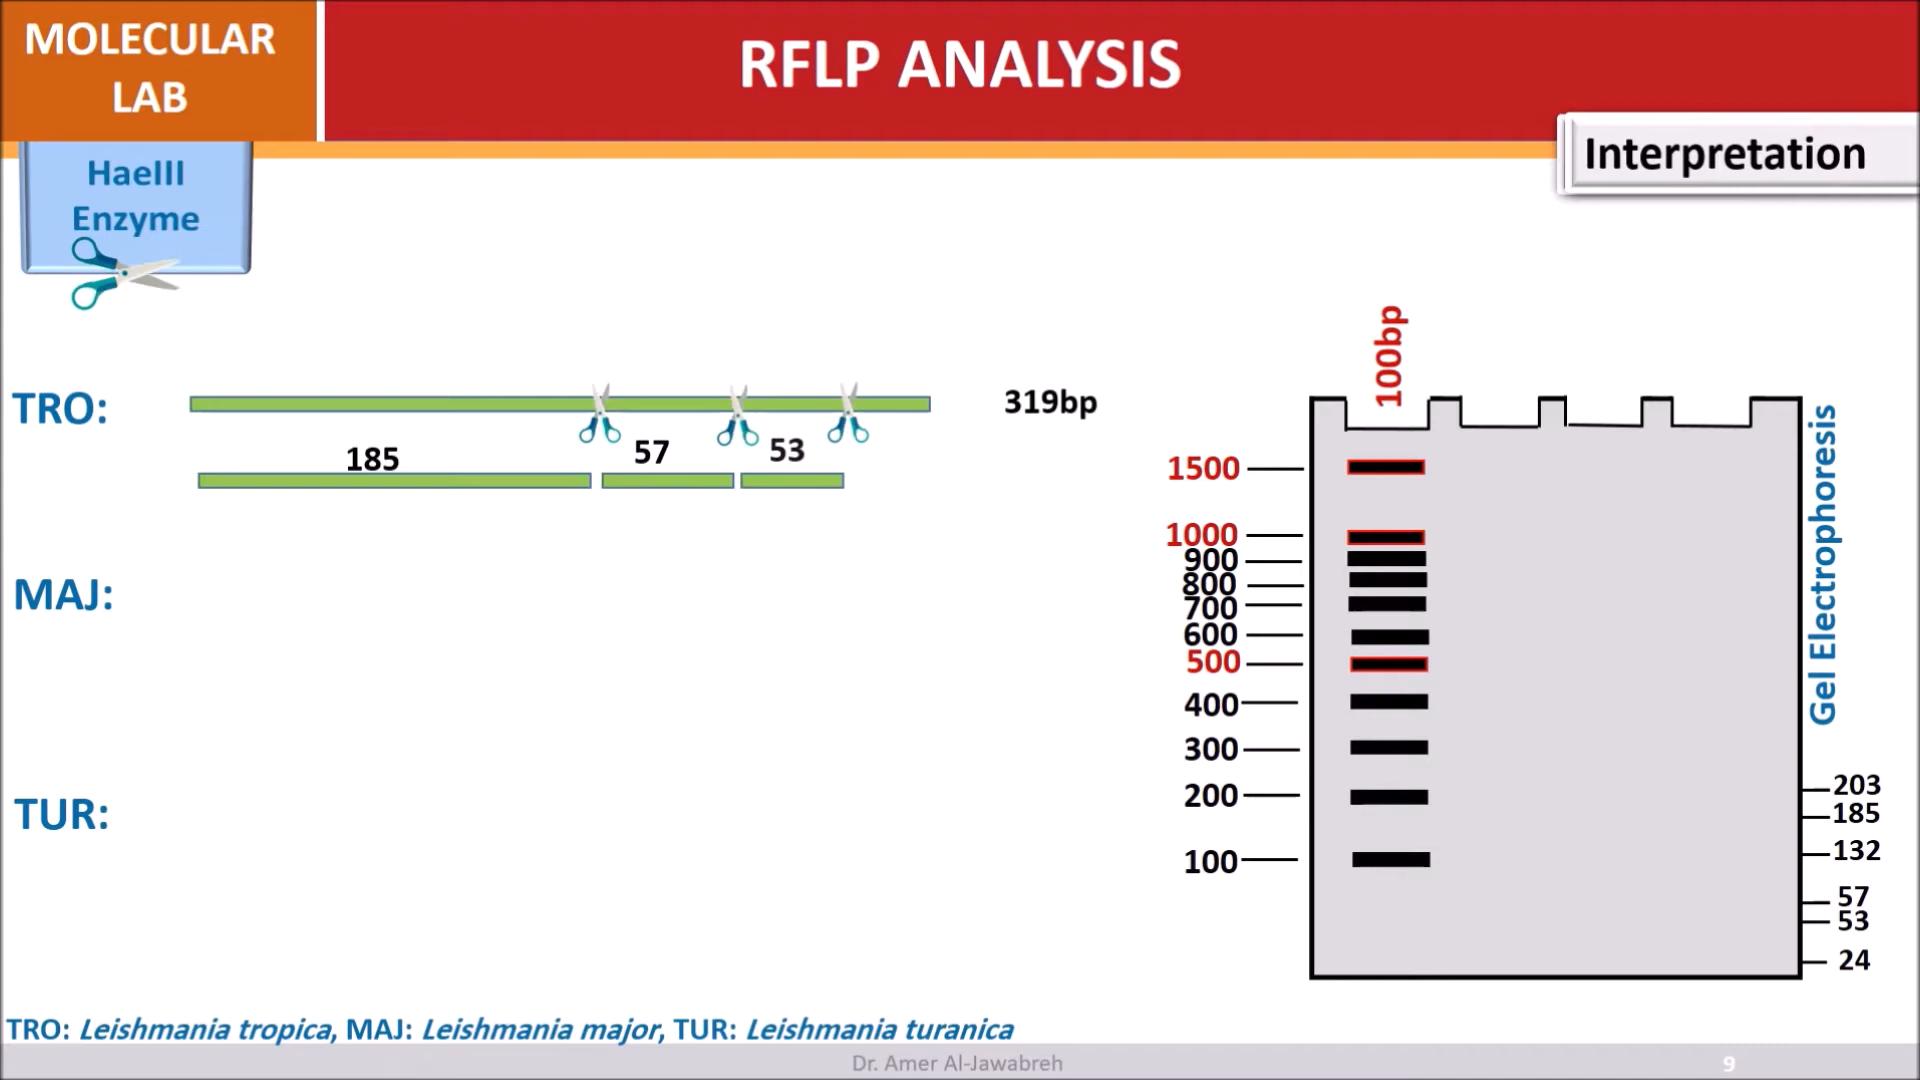 MOLECULAR
LAB
RFLP ANALYSIS
Interpretation
HaeIII
Enzyme
TRO:
319bp
185
57
53
MAJ:
TUR:
100bp
1500
1000
900
800
700
600
500
400
300
200
100
Gel Electrophoresis
203
185
132
57
53
24
TRO: Leishmania tropica, MAJ: Leishmania major, TUR: Leishmania turanica
Dr. Amer Al-Jawabreh
9